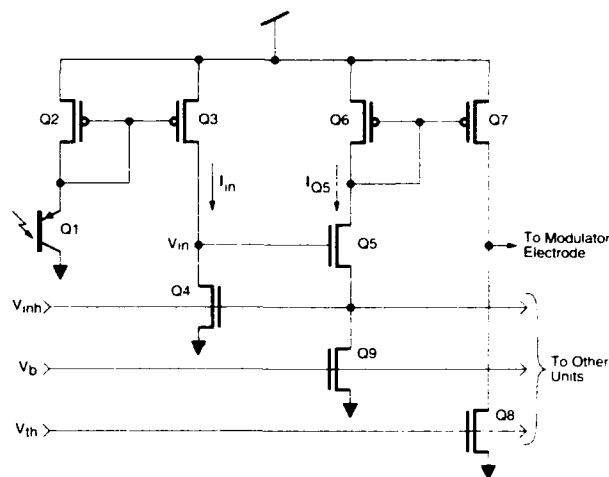 Q2
Q3
Q6
Q7
I_in
I_Q5
Q1
V_in
Q5
To Modulator
Electrode
Q4
V_inh
Q9
V_b
To Other
Units
V_th
Q8